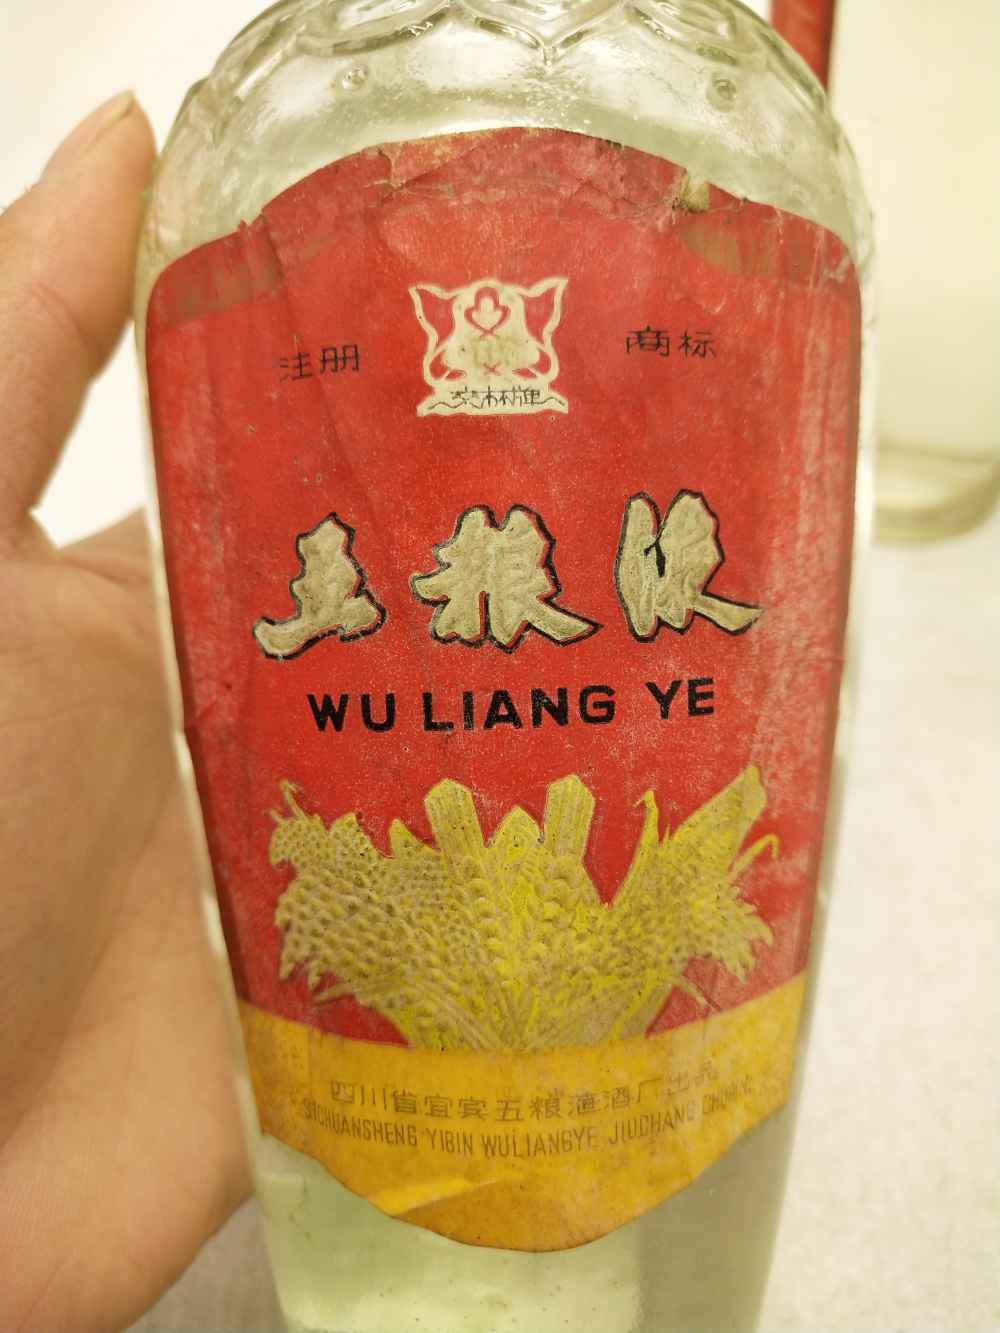 注册 商标
五粮液
WU LIANG YE
四川省宜宾五粮液酒厂出品
SICHUANSHENG YIBIN WULIANGYE JIUCHANG CHUPIN